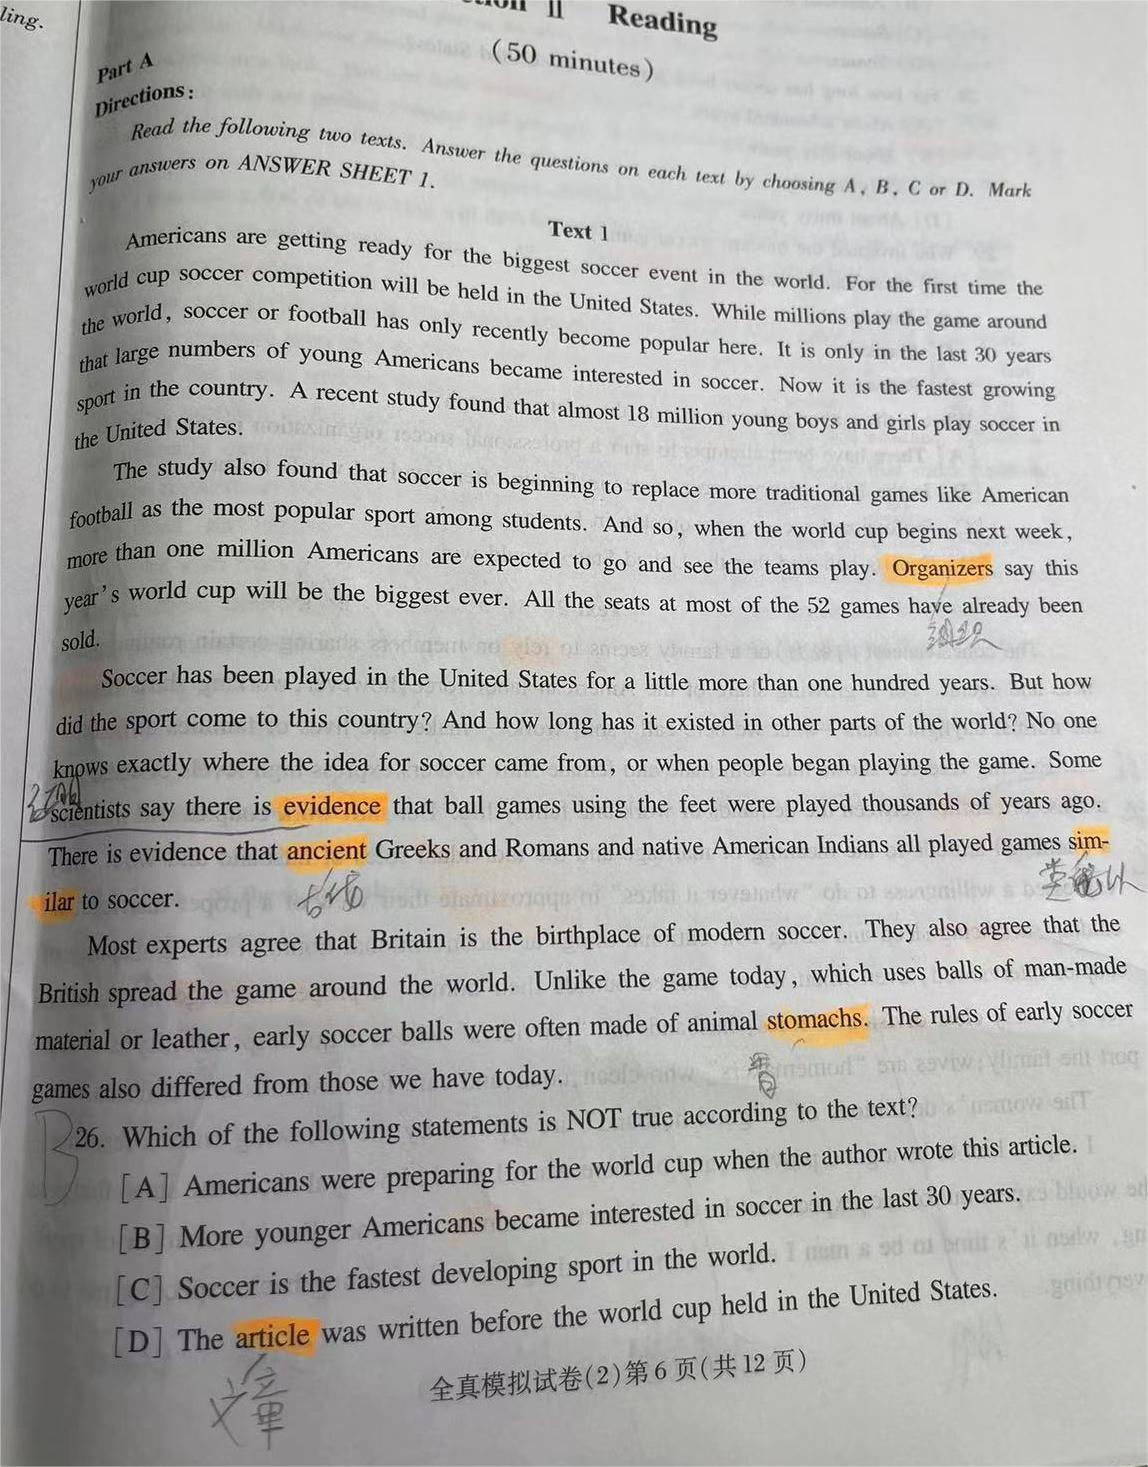 ling.
II Reading
(50 minutes)
Part A
Directions:
Read the following two texts. Answer the questions on each text by choosing A, B, C or D. Mark
your answers on ANSWER SHEET 1.
Text 1
Americans are getting ready for the biggest soccer event in the world. For the first time the
world cup soccer competition will be held in the United States. While millions play the game around
the world, soccer or football has only recently become popular here. It is only in the last 30 years
that large numbers of young Americans became interested in soccer. Now it is the fastest growing
sport in the country. A recent study found that almost 18 million young boys and girls play soccer in
the United States.
The study also found that soccer is beginning to replace more traditional games like American
football as the most popular sport among students. And so, when the world cup begins next week,
more than one million Americans are expected to go and see the teams play. Organizers say this
year's world cup will be the biggest ever. All the seats at most of the 52 games have already been
组织
sold.
Soccer has been played in the United States for a little more than one hundred years. But how
did the sport come to this country? And how long has it existed in other parts of the world? No one
knows exactly where the idea for soccer came from, or when people began playing the game. Some
scientists say there is evidence that ball games using the feet were played thousands of years ago.
There is evidence that ancient Greeks and Romans and native American Indians all played games sim-
ilar to soccer.
古代
类似
Most experts agree that Britain is the birthplace of modern soccer. They also agree that the
British spread the game around the world. Unlike the game today, which uses balls of man-made
material or leather, early soccer balls were often made of animal stomachs. The rules of early soccer
胃
games also differed from those we have today.
B
26. Which of the following statements is NOT true according to the text?
[A] Americans were preparing for the world cup when the author wrote this article.
[B] More younger Americans became interested in soccer in the last 30 years.
[C] Soccer is the fastest developing sport in the world.
[D] The article was written before the world cup held in the United States.
文章
全真模拟试卷(2)第 6 页(共 12 页)